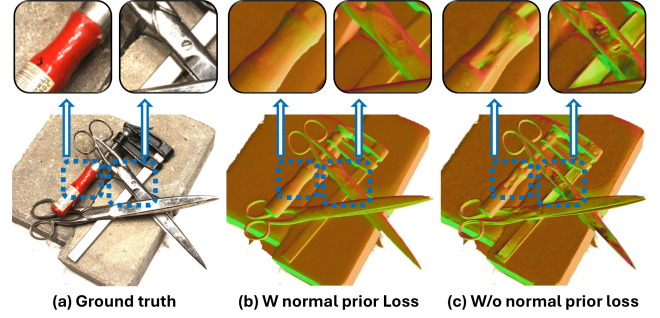 (a) Ground truth
(b) W normal prior Loss
(c) W/o normal prior loss